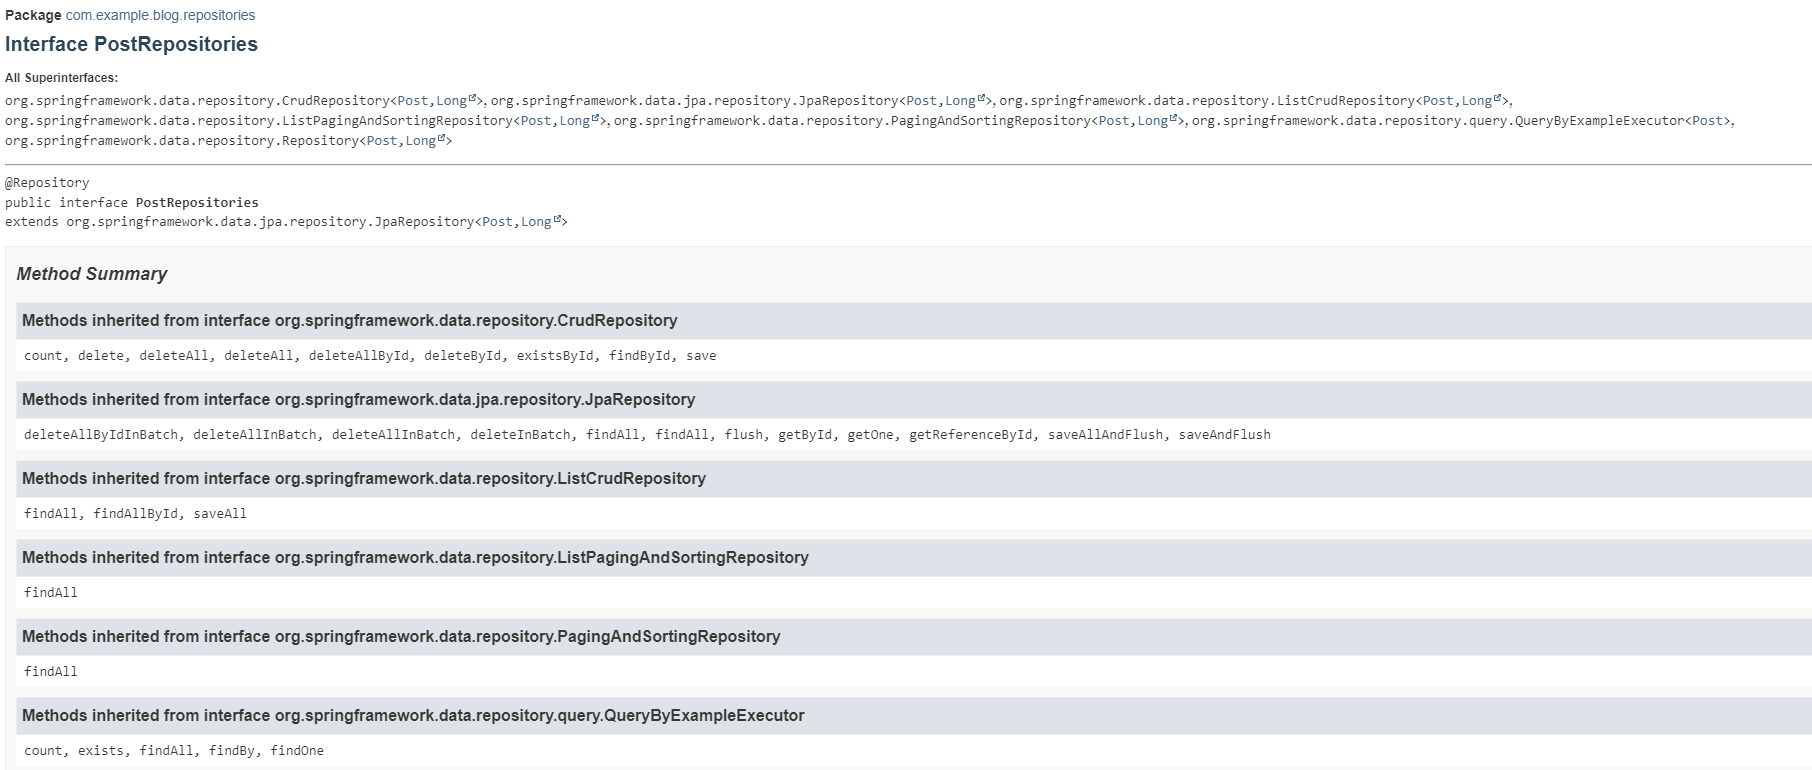 Package com.example.blog.repositories
Interface PostRepositories
All Superinterfaces:
org.springframework.data.repository.CrudRepository<Post,Long>, org.springframework.data.jpa.repository.JpaRepository<Post,Long>, org.springframework.data.repository.ListCrudRepository<Post,Long>,
org.springframework.data.repository.ListPagingAndSortingRepository<Post,Long>, org.springframework.data.repository.PagingAndSortingRepository<Post,Long>, org.springframework.data.repository.query.QueryByExampleExecutor<Post>,
org.springframework.data.repository.Repository<Post,Long>
@Repository
public interface PostRepositories
extends org.springframework.data.jpa.repository.JpaRepository<Post,Long>
Method Summary
Methods inherited from interface org.springframework.data.repository.CrudRepository
count, delete, deleteAll, deleteAll, deleteAllById, deleteById, existsById, findById, save
Methods inherited from interface org.springframework.data.jpa.repository.JpaRepository
deleteAllByIdInBatch, deleteAllInBatch, deleteAllInBatch, deleteInBatch, findAll, findAll, flush, getById, getOne, getReferenceById, saveAllAndFlush, saveAndFlush
Methods inherited from interface org.springframework.data.repository.ListCrudRepository
findAll, findAllById, saveAll
Methods inherited from interface org.springframework.data.repository.ListPagingAndSortingRepository
findAll
Methods inherited from interface org.springframework.data.repository.PagingAndSortingRepository
findAll
Methods inherited from interface org.springframework.data.repository.query.QueryByExampleExecutor
count, exists, findAll, findBy, findOne